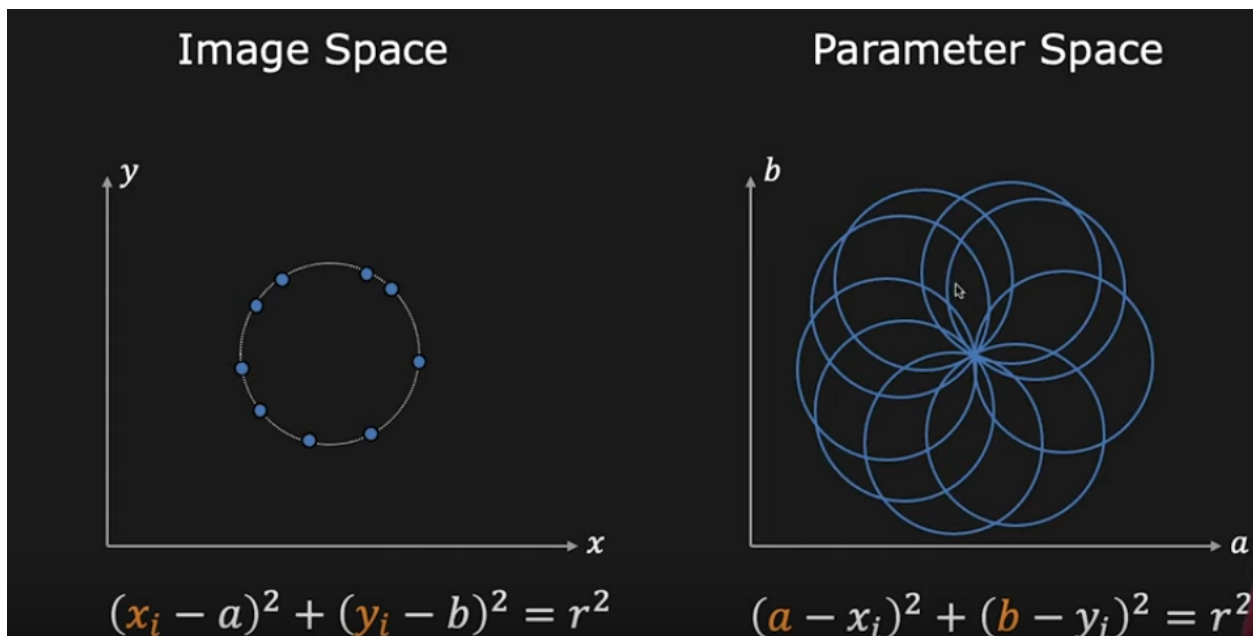 Image Space
Parameter Space
y
b
x
a
(xᵢ − a)² + (yᵢ − b)² = r²
(a − xᵢ)² + (b − yᵢ)² = r²